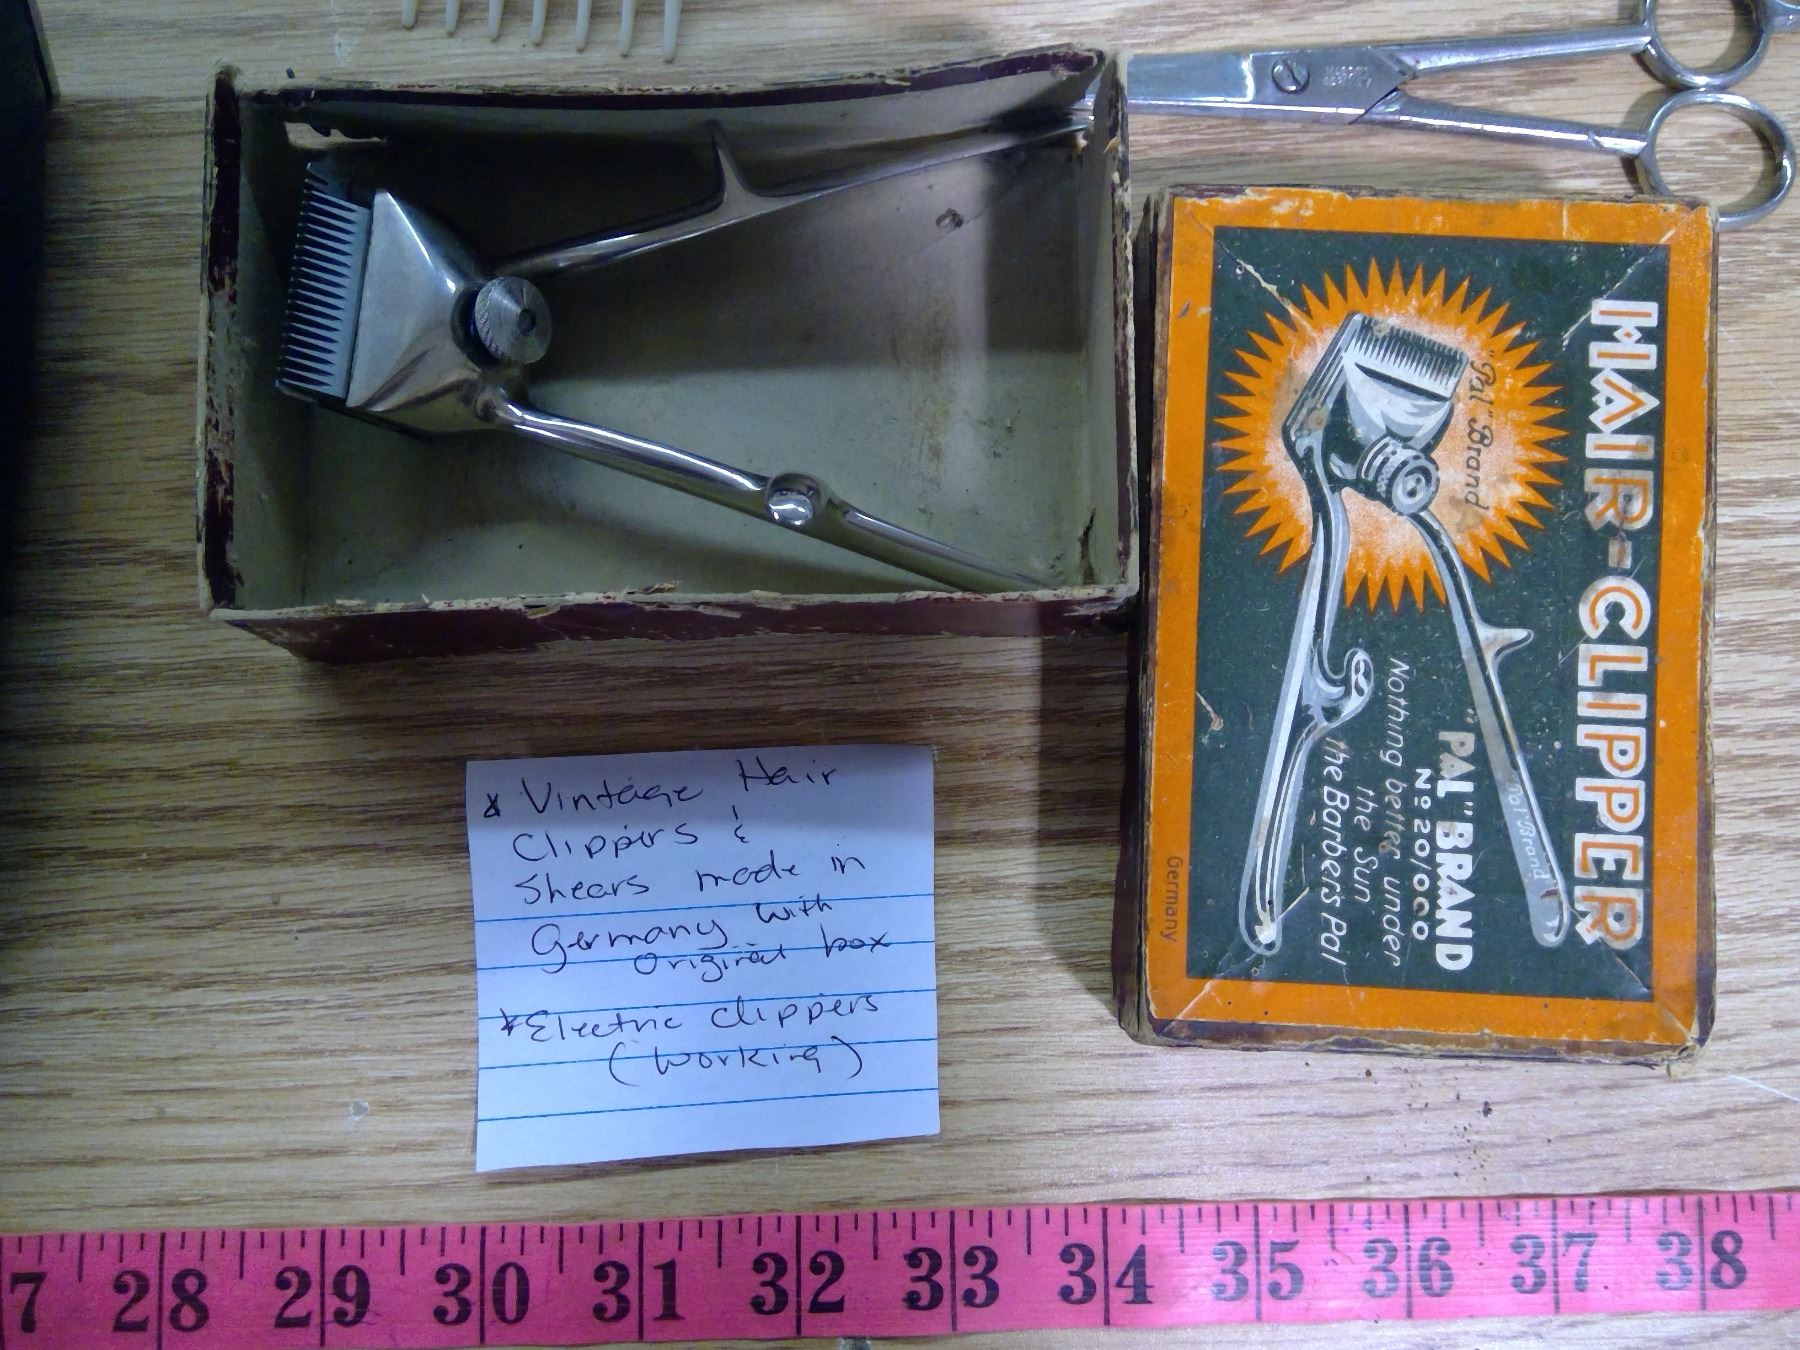 * Vintage Hair
Clippers &
Shears made in
Germany with
Original box
* Electric clippers
(working)
HAIR-CLIPPER
"Pal" Brand
"PAL" BRAND
Nº 20/000
Nothing better under
the Sun
the Barbers Pal
Pal Brand
Germany
7 28 29 30 31 32 33 34 35 36 37 38